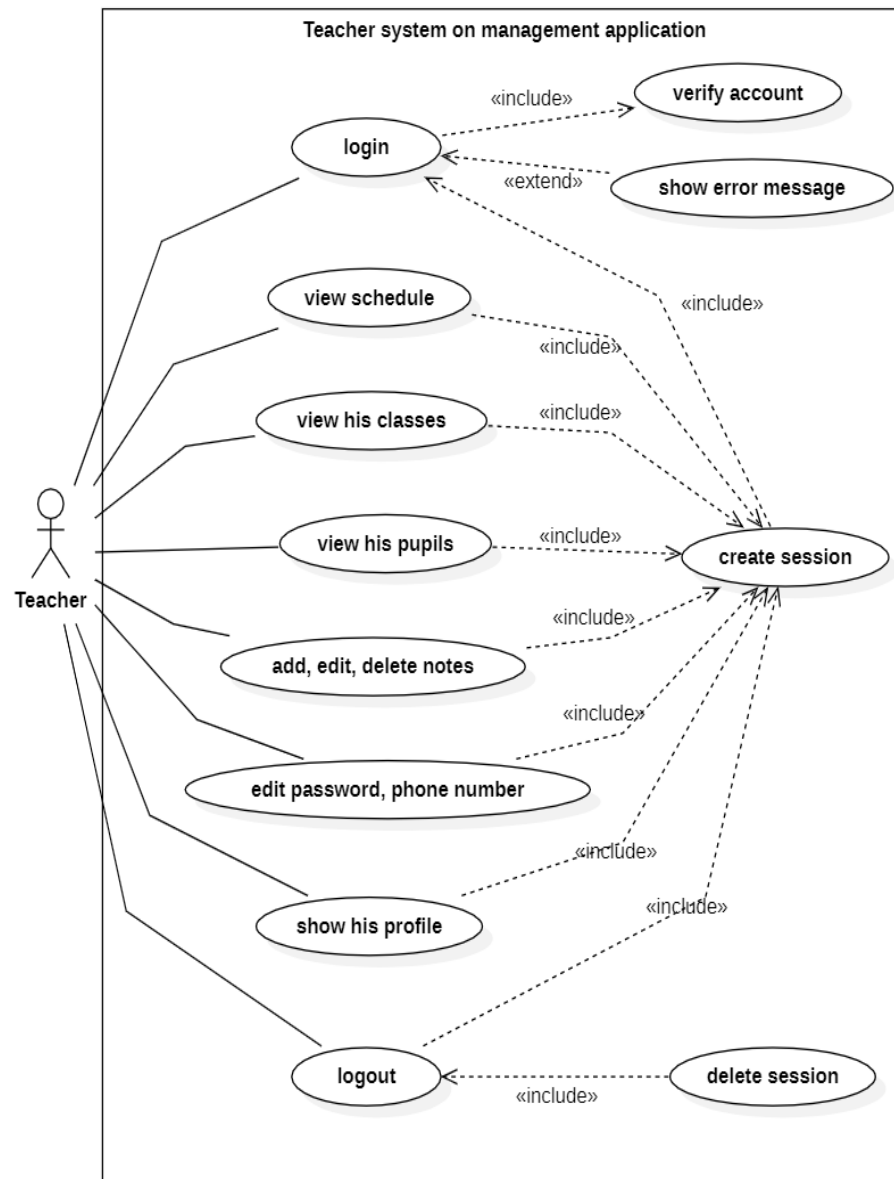 Teacher system on management application
«include»
verify account
login
«extend»
show error message
view schedule
«include»
«include»
view his classes
«include»
Teacher
view his pupils
«include»
create session
add, edit, delete notes
«include»
«include»
edit password, phone number
«include»
show his profile
«include»
logout
«include»
delete session